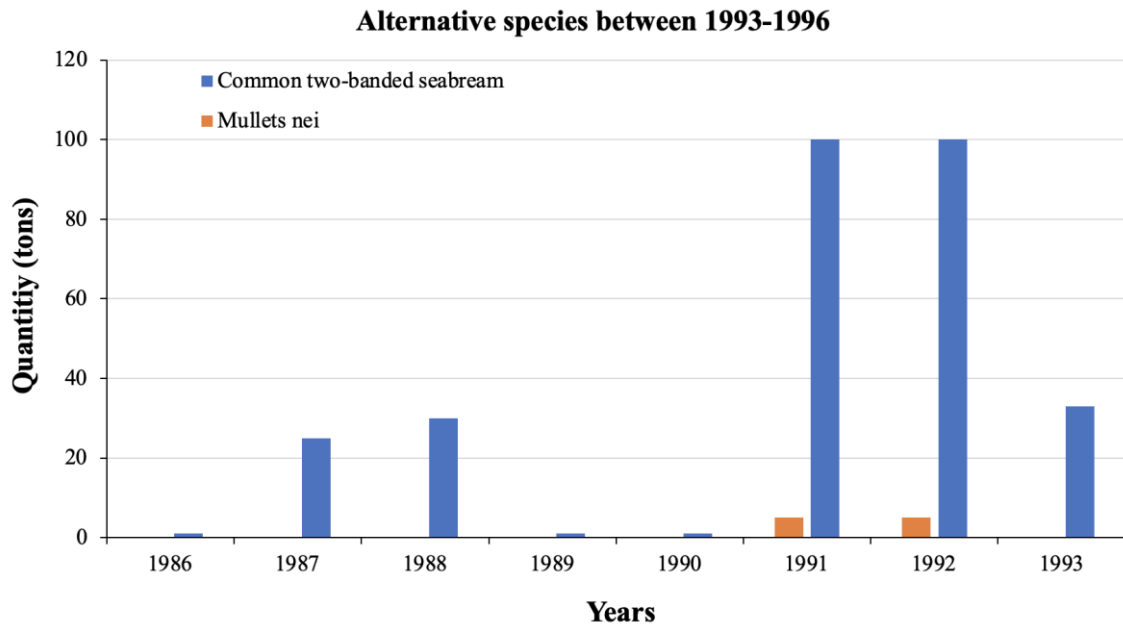 Alternative species between 1993-1996
120
Common two-banded seabream
Mullets nei
100
80
60
40
20
0
Quantitiy (tons)
1986 1987 1988 1989 1990 1991 1992 1993
Years